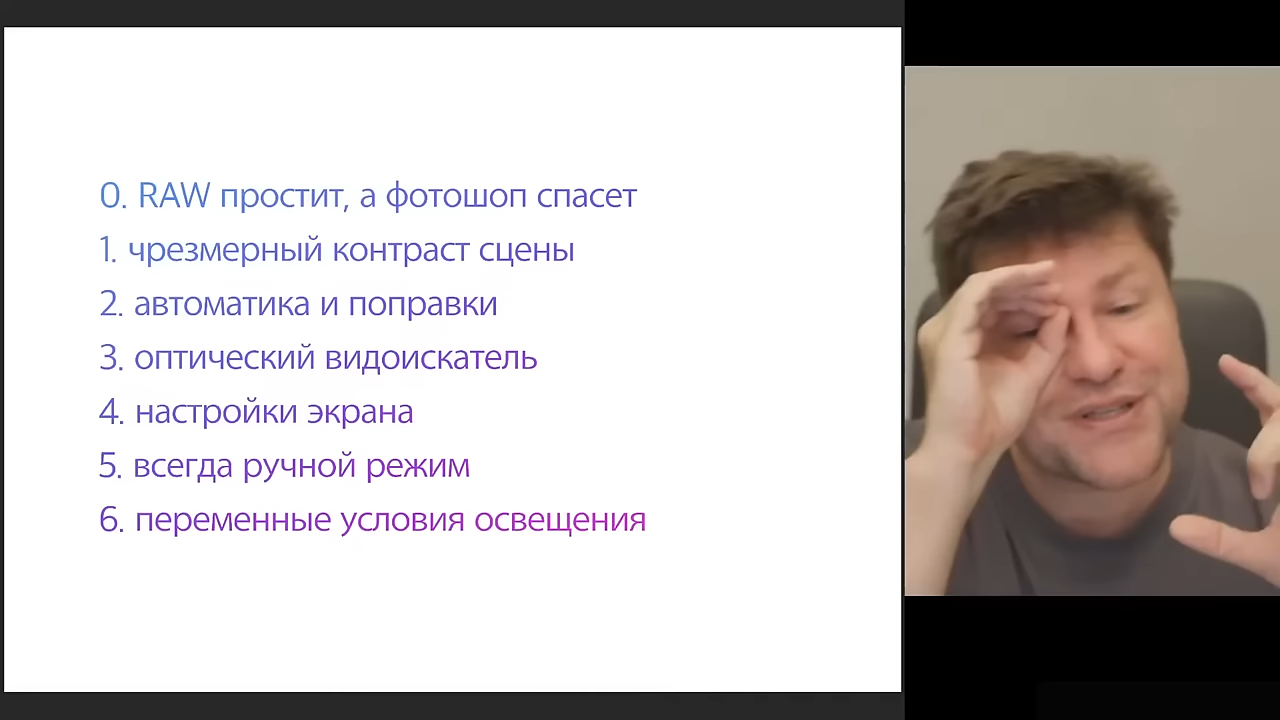 0. RAW простит, а фотошоп спасет
1. чрезмерный контраст сцены
2. автоматика и поправки
3. оптический видоискатель
4. настройки экрана
5. всегда ручной режим
6. переменные условия освещения